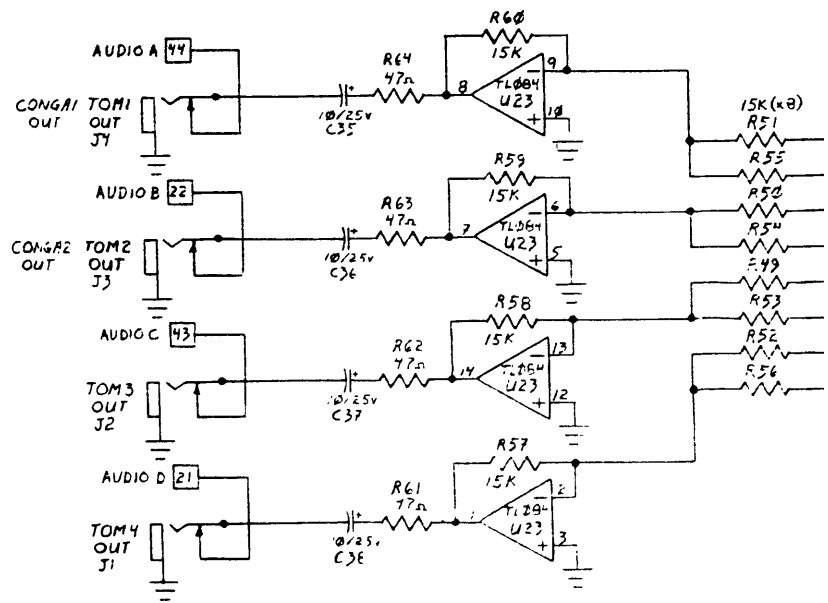 R60
15K
AUDIO A 44
R64
47Ω
8
9
TL084
U23
10
CONGA1 TOM1
OUT OUT
J4
+
10/25V
C35
15K(x8)
R51
R55
R59
15K
AUDIO B 22
R63
47Ω
7
6
TL084
U23
5
R50
R54
CONGA2 TOM2
OUT OUT
J3
+
10/25V
C36
R49
R58
15K
AUDIO C 43
R62
47Ω
14
13
TL084
U23
12
R53
R52
R56
TOM3
OUT
J2
+
10/25V
C37
R57
15K
AUDIO D 21
R61
47Ω
1
2
TL084
U23
3
TOM4
OUT
J1
+
10/25V